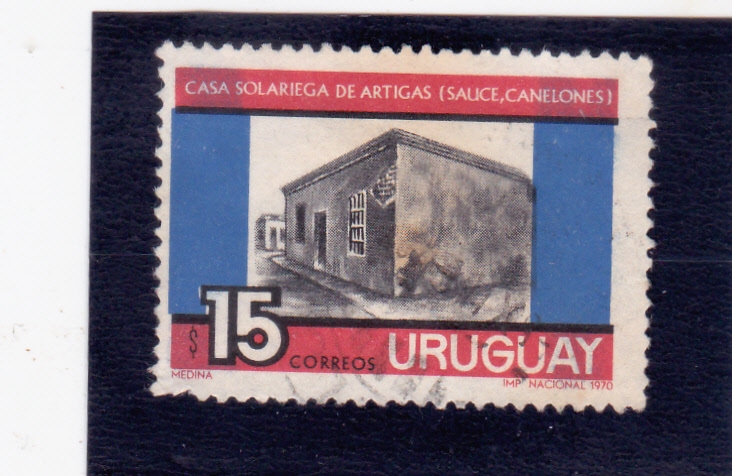 CASA SOLARIEGA DE ARTIGAS (SAUCE, CANELONES)
$ 15 CORREOS URUGUAY
MEDINA IMP. NACIONAL 1970